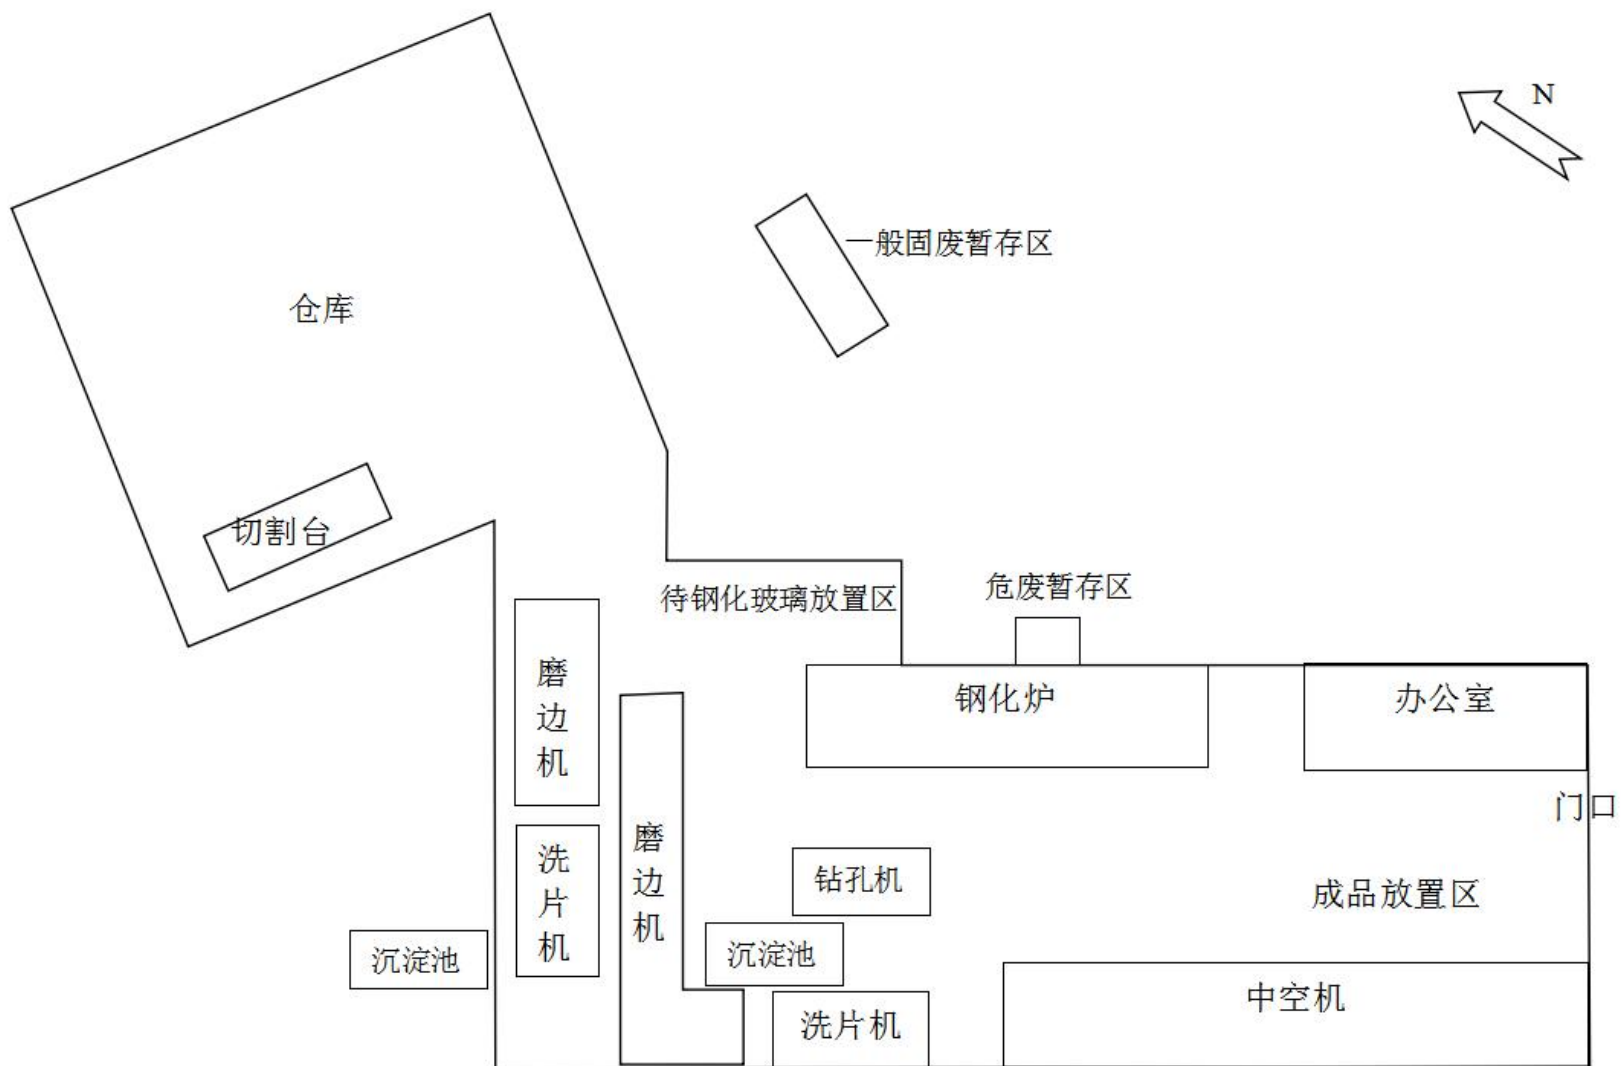 N
一般固废暂存区
仓库
切割台
待钢化玻璃放置区
危废暂存区
磨边机
钢化炉
办公室
门口
洗片机
磨边机
钻孔机
成品放置区
沉淀池
沉淀池
洗片机
中空机